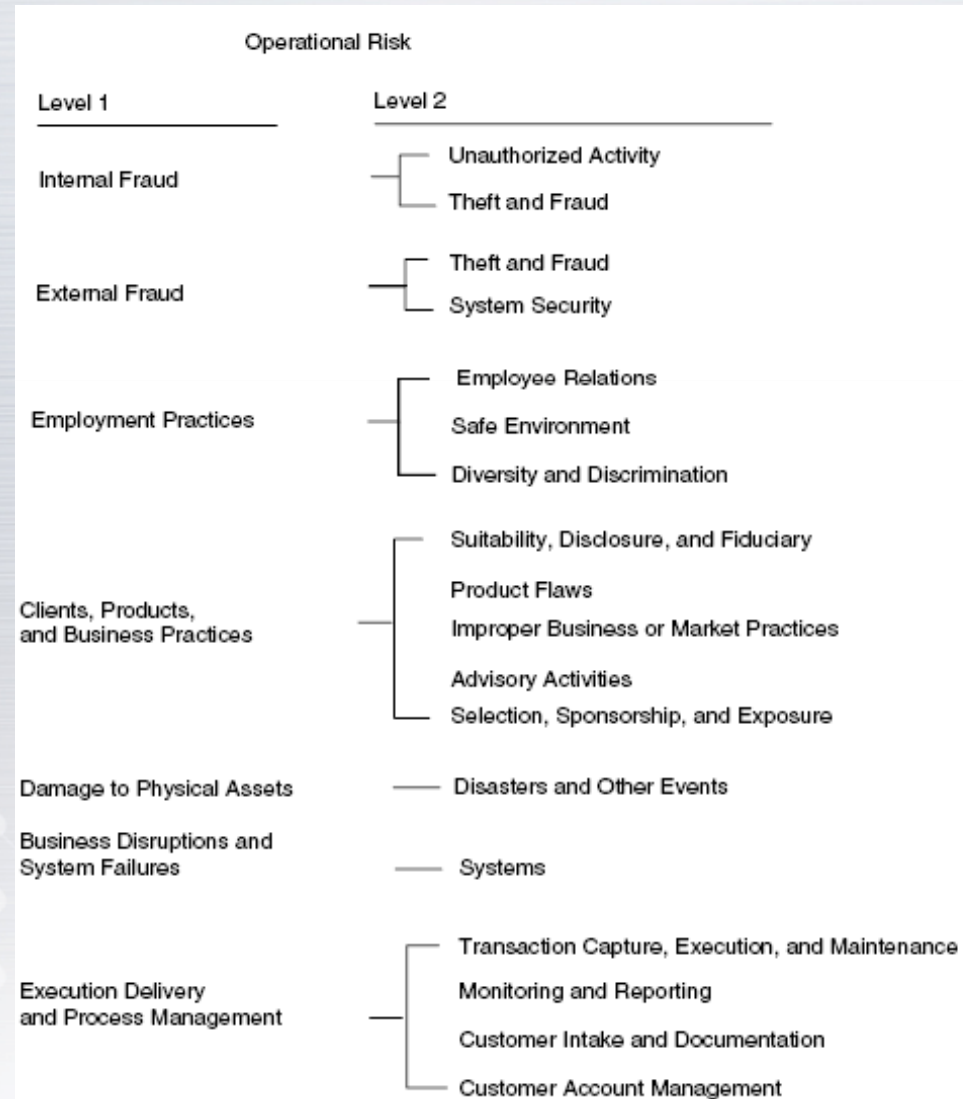 Operational Risk
Level 1
Level 2
Internal Fraud
Unauthorized Activity
Theft and Fraud
External Fraud
Theft and Fraud
System Security
Employment Practices
Employee Relations
Safe Environment
Diversity and Discrimination
Clients, Products,
and Business Practices
Suitability, Disclosure, and Fiduciary
Product Flaws
Improper Business or Market Practices
Advisory Activities
Selection, Sponsorship, and Exposure
Damage to Physical Assets
Disasters and Other Events
Business Disruptions and
System Failures
Systems
Execution Delivery
and Process Management
Transaction Capture, Execution, and Maintenance
Monitoring and Reporting
Customer Intake and Documentation
Customer Account Management